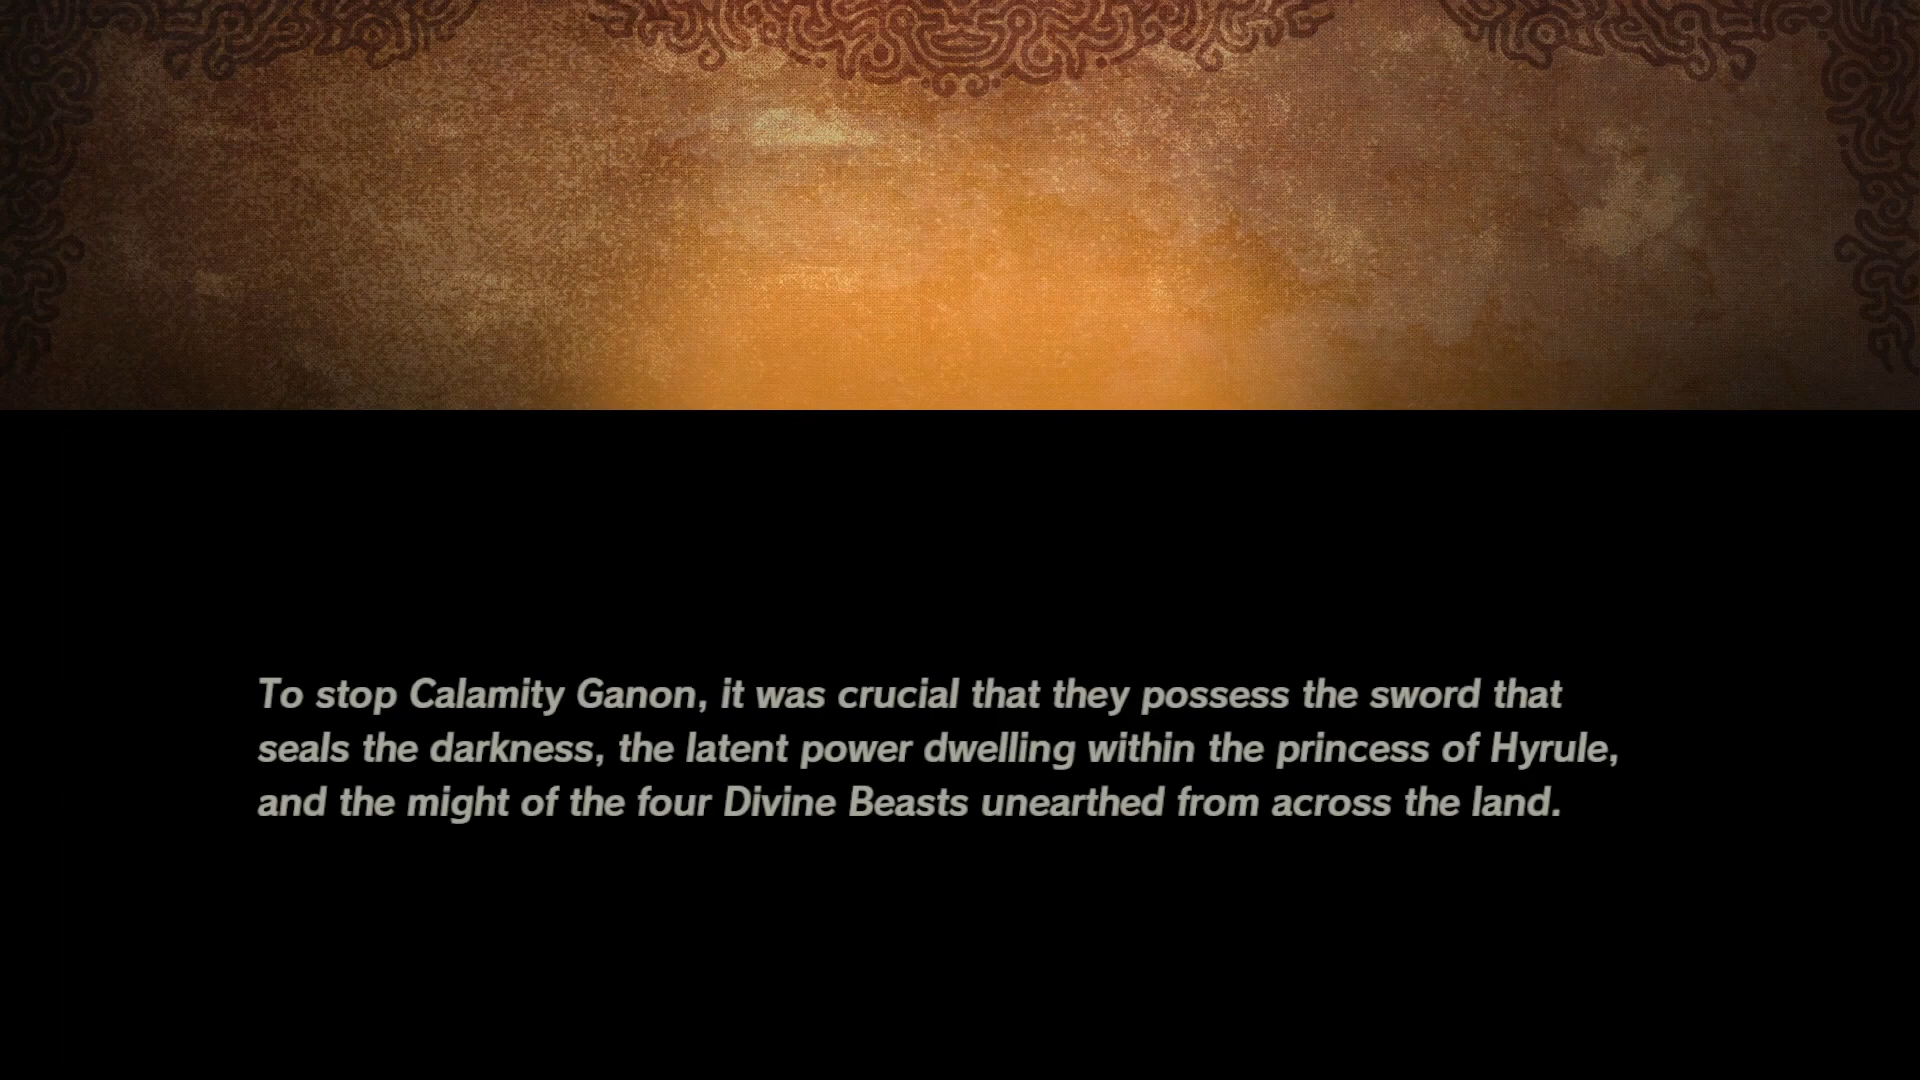 To stop Calamity Ganon, it was crucial that they possess the sword that
seals the darkness, the latent power dwelling within the princess of Hyrule,
and the might of the four Divine Beasts unearthed from across the land.